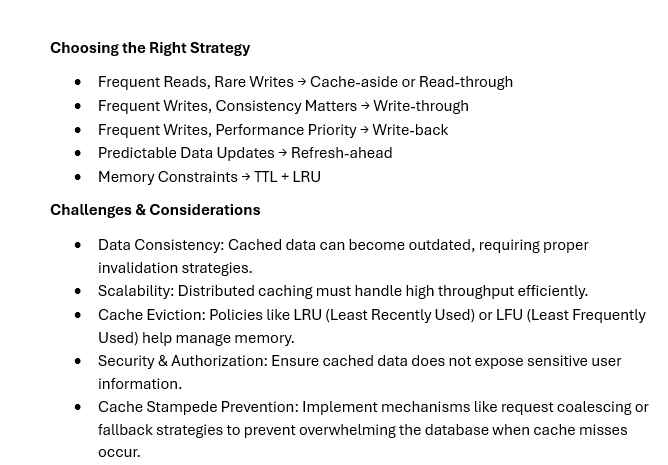 Choosing the Right Strategy
• Frequent Reads, Rare Writes → Cache-aside or Read-through
• Frequent Writes, Consistency Matters → Write-through
• Frequent Writes, Performance Priority → Write-back
• Predictable Data Updates → Refresh-ahead
• Memory Constraints → TTL + LRU
Challenges & Considerations
• Data Consistency: Cached data can become outdated, requiring proper
invalidation strategies.
• Scalability: Distributed caching must handle high throughput efficiently.
• Cache Eviction: Policies like LRU (Least Recently Used) or LFU (Least Frequently
Used) help manage memory.
• Security & Authorization: Ensure cached data does not expose sensitive user
information.
• Cache Stampede Prevention: Implement mechanisms like request coalescing or
fallback strategies to prevent overwhelming the database when cache misses
occur.